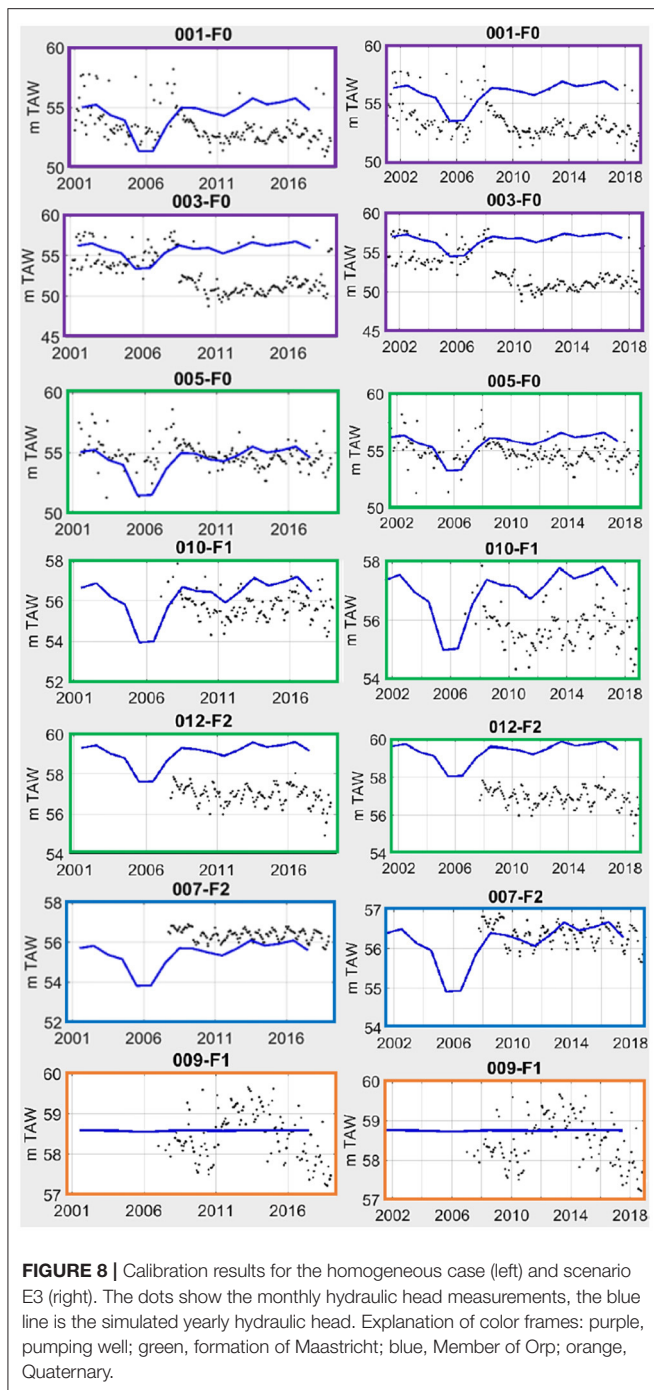 001-F0
001-F0
60
55
50
m TAW
2001 2006 2011 2016
60
55
50
m TAW
2002 2006 2010 2014 2018
003-F0
003-F0
60
55
50
45
m TAW
2001 2006 2011 2016
60
55
50
45
m TAW
2002 2006 2010 2014 2018
005-F0
005-F0
60
55
50
m TAW
2001 2006 2011 2016
60
55
50
m TAW
2002 2006 2010 2014 2018
010-F1
010-F1
58
56
54
52
m TAW
2001 2006 2011 2016
58
56
54
m TAW
2002 2006 2010 2014 2018
012-F2
012-F2
60
58
56
54
m TAW
2001 2006 2011 2016
60
58
56
54
m TAW
2002 2006 2010 2014 2018
007-F2
007-F2
58
56
54
52
m TAW
2001 2006 2011 2016
57
56
55
54
m TAW
2002 2006 2010 2014 2018
009-F1
009-F1
60
59
58
57
m TAW
2001 2006 2011 2016
60
59
58
57
m TAW
2002 2006 2010 2014 2018
FIGURE 8 | Calibration results for the homogeneous case (left) and scenario
E3 (right). The dots show the monthly hydraulic head measurements, the blue
line is the simulated yearly hydraulic head. Explanation of color frames: purple,
pumping well; green, formation of Maastricht; blue, Member of Orp; orange,
Quaternary.